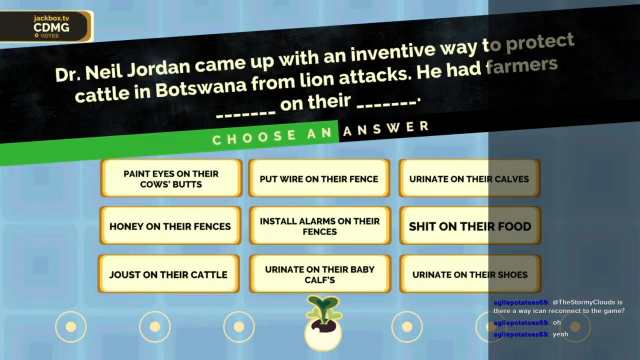 jackbox.tv
CDMG
0 VOTES
Dr. Neil Jordan came up with an inventive way to protect
cattle in Botswana from lion attacks. He had farmers
_______ on their _______.
CHOOSE AN ANSWER
PAINT EYES ON THEIR
COWS' BUTTS
PUT WIRE ON THEIR FENCE
URINATE ON THEIR CALVES
HONEY ON THEIR FENCES
INSTALL ALARMS ON THEIR
FENCES
SHIT ON THEIR FOOD
JOUST ON THEIR CATTLE
URINATE ON THEIR BABY
CALF'S
URINATE ON THEIR SHOES
agilepotatoes69: @TheStormyClouds is
there a way ican reconnect to the game?
agilepotatoes69: oh
agilepotatoes69: yeah